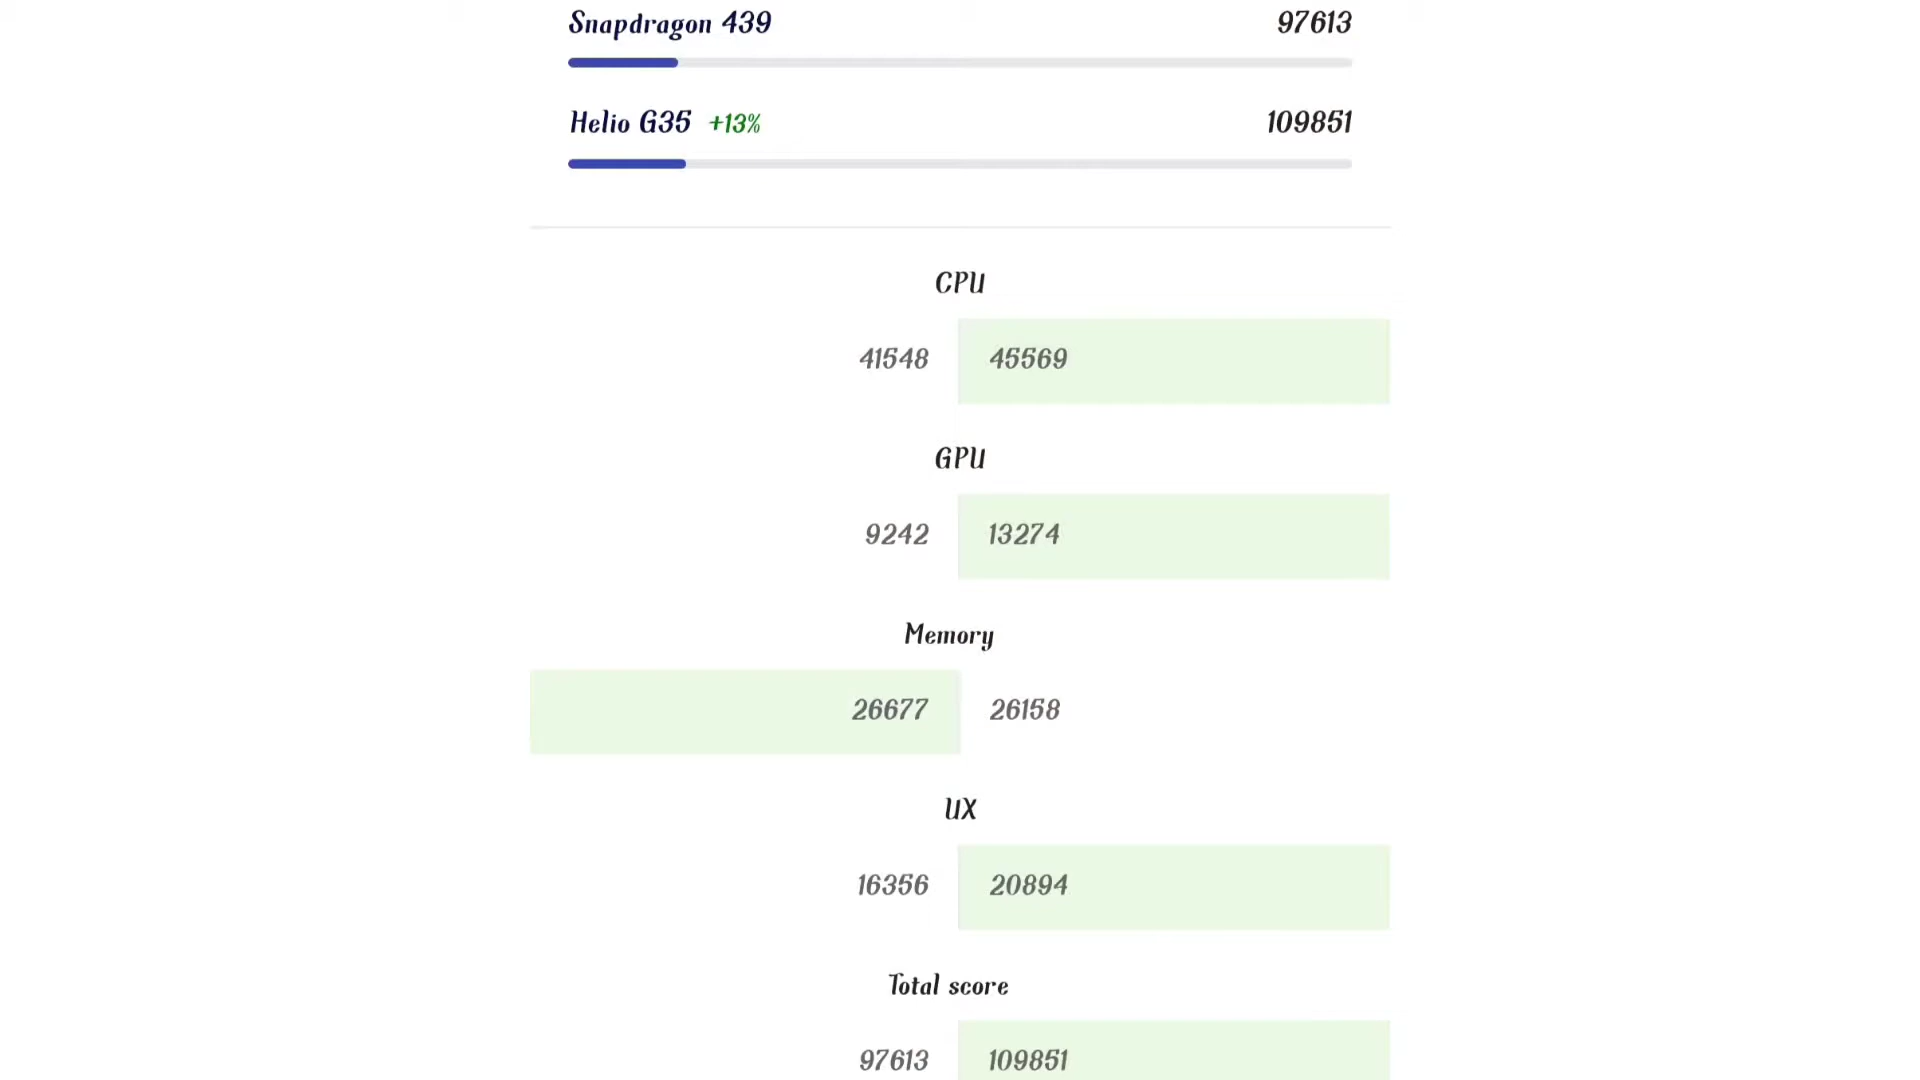 Snapdragon 439 97613
Helio G35 +13% 109851
CPU
41548 45569
GPU
9242 13274
Memory
26677 26158
UX
16356 20894
Total score
97613 109851